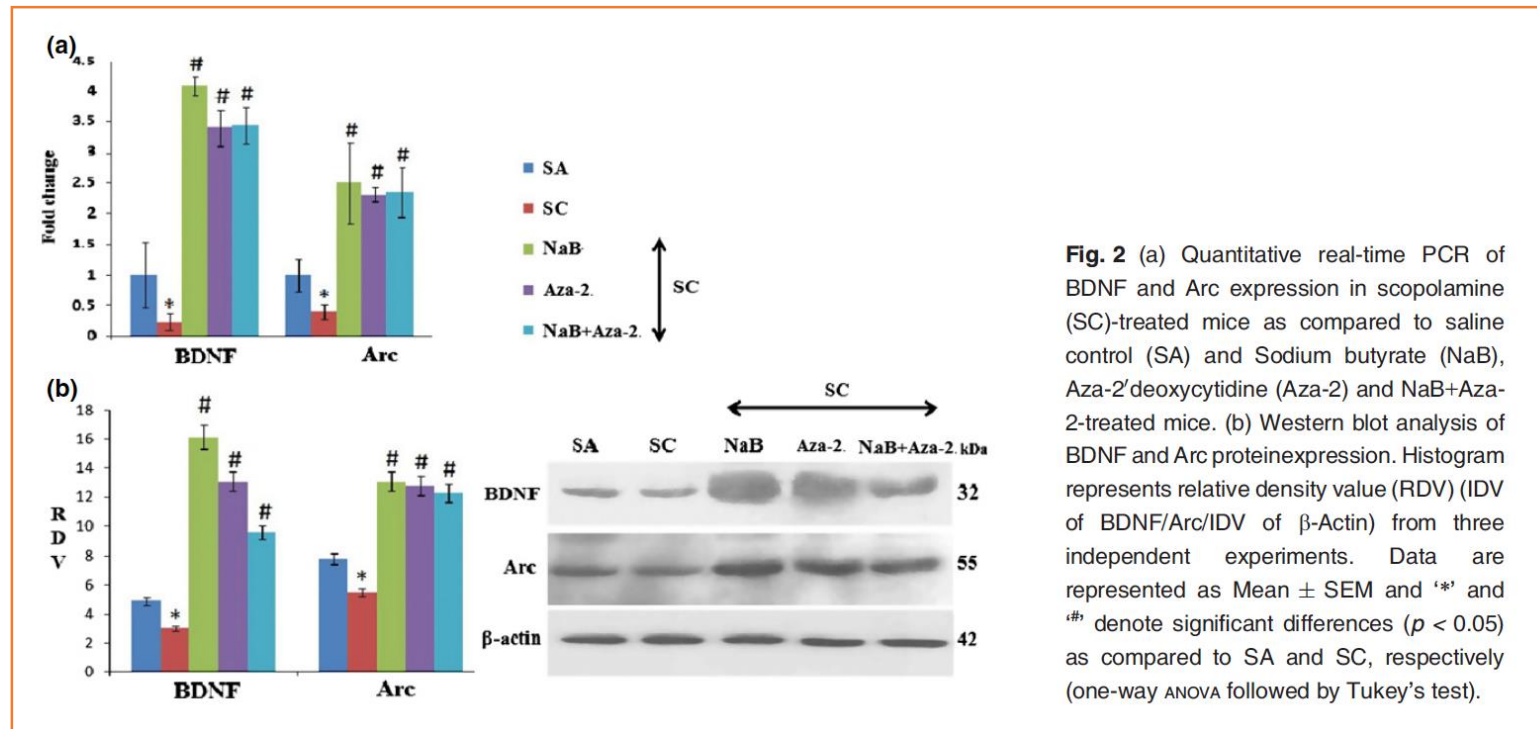 (a)
4.5
4
3.5
3
2.5
2
1.5
1
0.5
0
Fold change
#
#
#
*
#
#
#
*
BDNF
Arc
SA
SC
NaB
Aza-2.
NaB+Aza-2.
SC
(b)
18
16
14
12
10
8
6
4
2
0
R
D
V
#
#
#
*
#
#
#
*
BDNF
Arc
SC
SA SC NaB Aza-2. NaB+Aza-2. kDa
BDNF 32
Arc 55
β-actin 42
Fig. 2 (a) Quantitative real-time PCR of
BDNF and Arc expression in scopolamine
(SC)-treated mice as compared to saline
control (SA) and Sodium butyrate (NaB),
Aza-2′deoxycytidine (Aza-2) and NaB+Aza-
2-treated mice. (b) Western blot analysis of
BDNF and Arc proteinexpression. Histogram
represents relative density value (RDV) (IDV
of BDNF/Arc/IDV of β-Actin) from three
independent experiments. Data are
represented as Mean ± SEM and ‘*’ and
‘#’ denote significant differences (p < 0.05)
as compared to SA and SC, respectively
(one-way ANOVA followed by Tukey’s test).